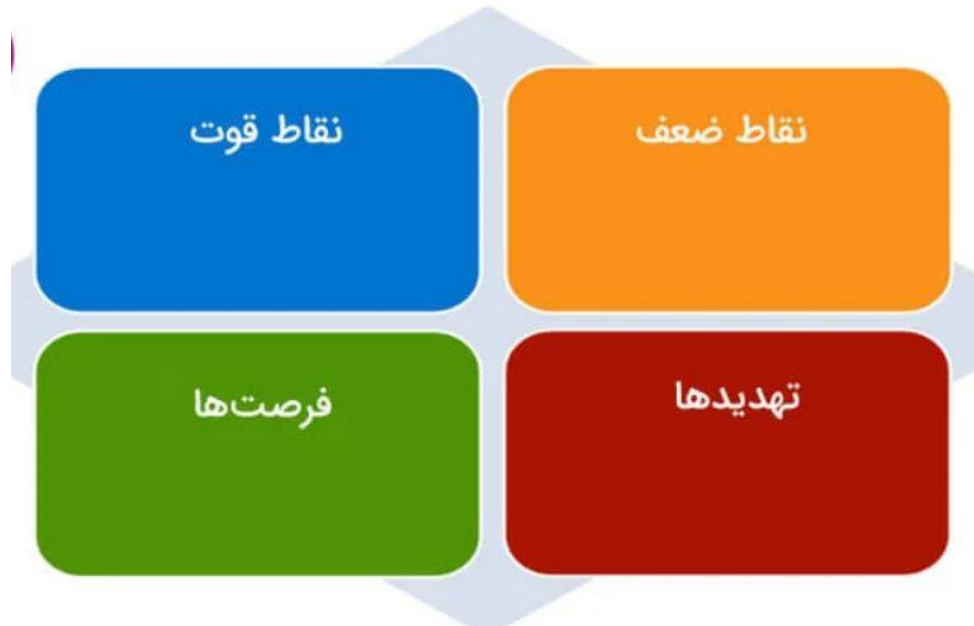 نقاط قوت
نقاط ضعف
فرصت‌ها
تهدیدها